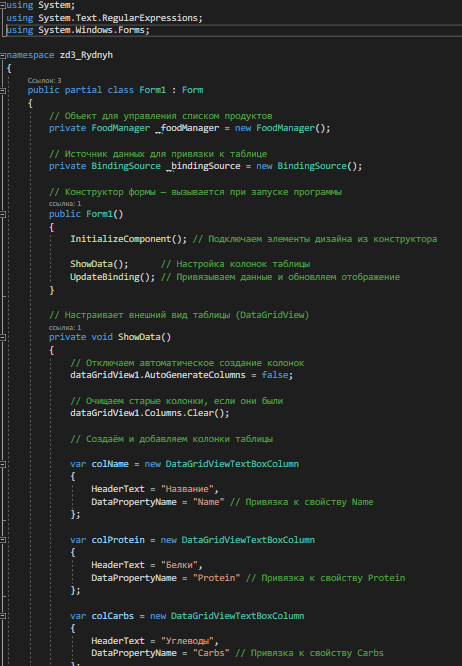 using System;
using System.Text.RegularExpressions;
using System.Windows.Forms;
namespace zd3_Rydnyh
{
Ссылок: 3
public partial class Form1 : Form
{
// Объект для управления списком продуктов
private FoodManager _foodManager = new FoodManager();
// Источник данных для привязки к таблице
private BindingSource _bindingSource = new BindingSource();
// Конструктор формы — вызывается при запуске программы
ссылка: 1
public Form1()
{
InitializeComponent(); // Подключаем элементы дизайна из конструктора
ShowData(); // Настройка колонок таблицы
UpdateBinding(); // Привязываем данные и обновляем отображение
}
// Настраивает внешний вид таблицы (DataGridView)
ссылка: 1
private void ShowData()
{
// Отключаем автоматическое создание колонок
dataGridView1.AutoGenerateColumns = false;
// Очищаем старые колонки, если они были
dataGridView1.Columns.Clear();
// Создаём и добавляем колонки таблицы
var colName = new DataGridViewTextBoxColumn
{
HeaderText = "Название",
DataPropertyName = "Name" // Привязка к свойству Name
};
var colProtein = new DataGridViewTextBoxColumn
{
HeaderText = "Белки",
DataPropertyName = "Protein" // Привязка к свойству Protein
};
var colCarbs = new DataGridViewTextBoxColumn
{
HeaderText = "Углеводы",
DataPropertyName = "Carbs" // Привязка к свойству Carbs
};